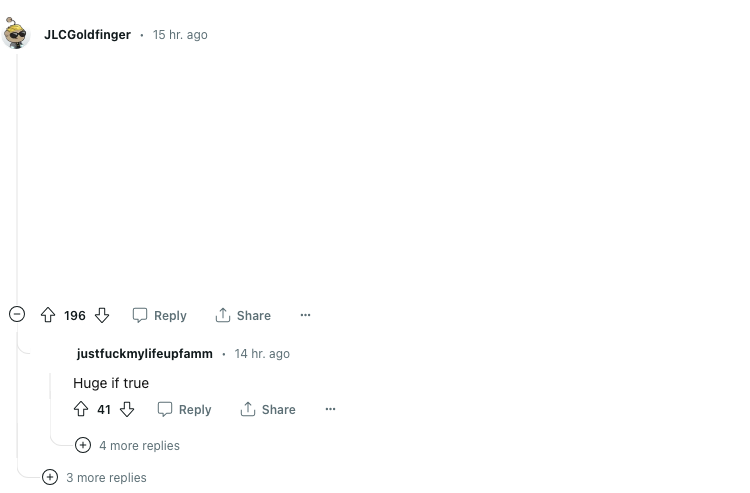 JLCGoldfinger • 15 hr. ago
196 Reply Share ...
justfuckmylifeupfamm • 14 hr. ago
Huge if true
41 Reply Share ...
4 more replies
3 more replies